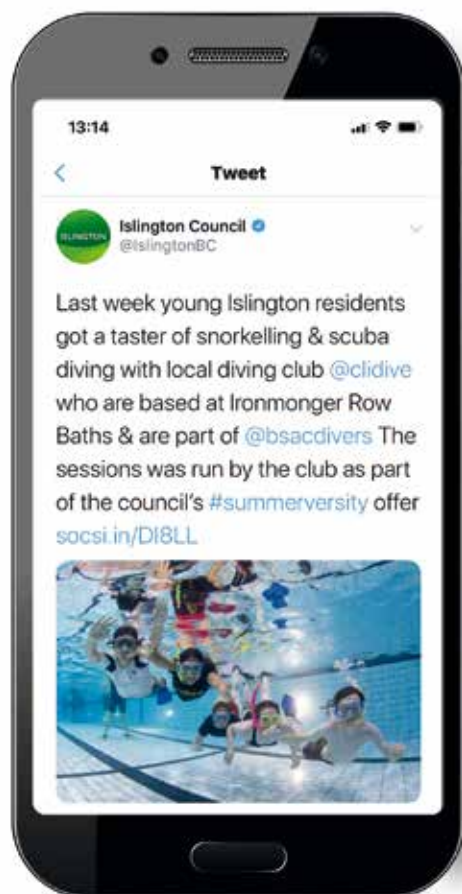 13:14
Tweet
ISLINGTON
Islington Council
@IslingtonBC
Last week young Islington residents
got a taster of snorkelling & scuba
diving with local diving club @clidive
who are based at Ironmonger Row
Baths & are part of @bsacdivers The
sessions was run by the club as part
of the council's #summerversity offer
socsi.in/DI8LL